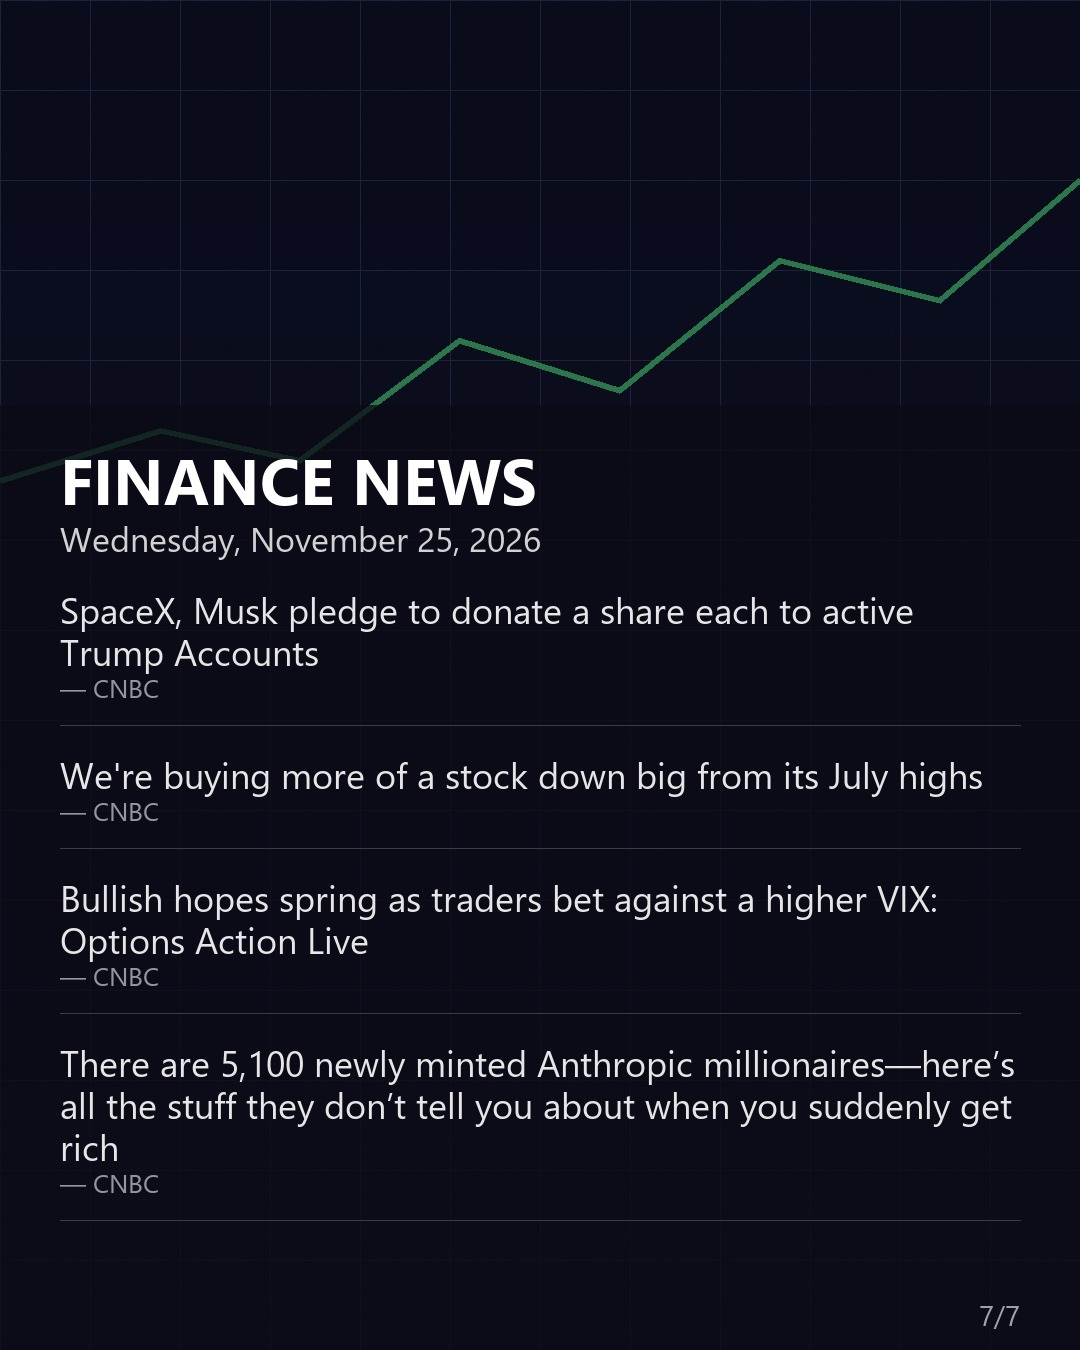 FINANCE NEWS
Wednesday, November 25, 2026
SpaceX, Musk pledge to donate a share each to active
Trump Accounts
— CNBC
We're buying more of a stock down big from its July highs
— CNBC
Bullish hopes spring as traders bet against a higher VIX:
Options Action Live
— CNBC
There are 5,100 newly minted Anthropic millionaires—here’s
all the stuff they don’t tell you about when you suddenly get
rich
— CNBC
7/7